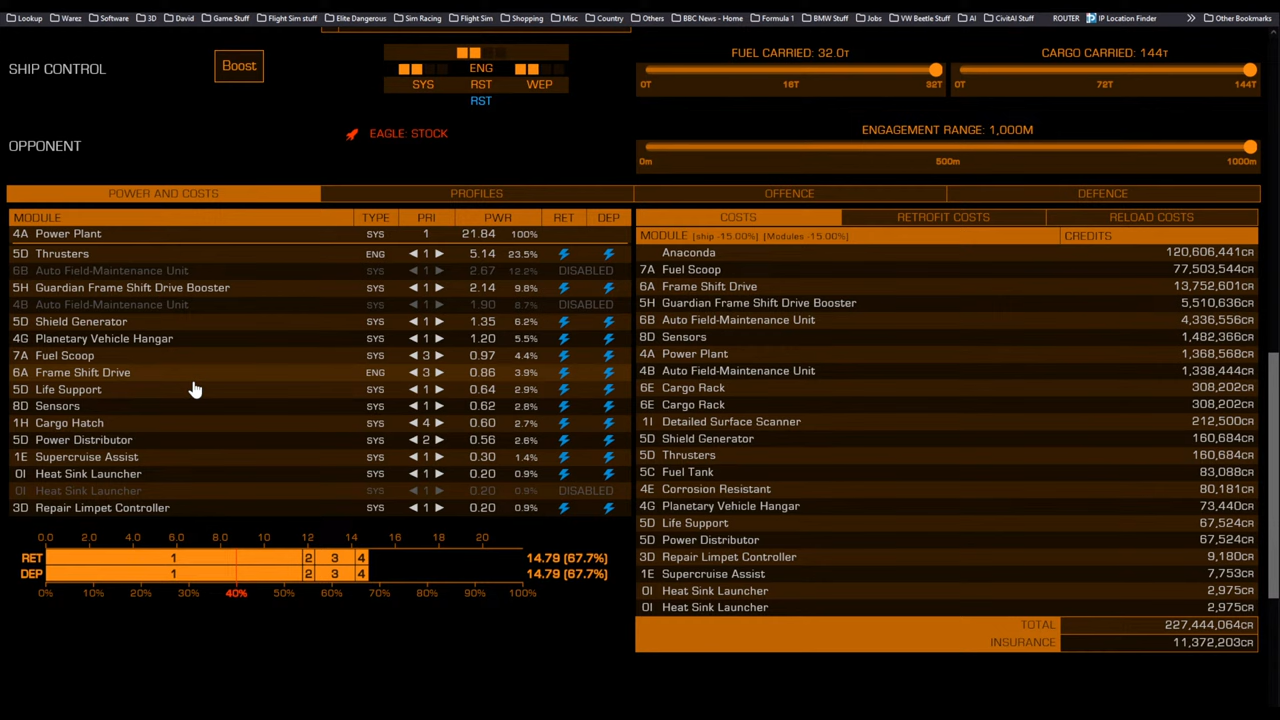 Lookup Warez Software 3D David Game Stuff Flight Sim stuff Elite Dangerous Sim Racing Flight Sim Shopping Misc Country Others BBC News - Home Formula 1 BMW Stuff Jobs VW Beetle Stuff AI CivitAI Stuff ROUTER IP Location Finder » Other Bookmarks
FUEL CARRIED: 32.0T CARGO CARRIED: 144T
SHIP CONTROL Boost ENG
SYS RST WEP
RST
0T 16T 32T 0T 72T 144T
EAGLE: STOCK
ENGAGEMENT RANGE: 1,000M
OPPONENT
0m 500m 1000m
POWER AND COSTS PROFILES OFFENCE DEFENCE
MODULE TYPE PRI PWR RET DEP
4A Power Plant SYS 1 21.84 100%
5D Thrusters ENG 1 5.14 23.5%
6B Auto Field-Maintenance Unit SYS 2.67 12.2% DISABLED
5H Guardian Frame Shift Drive Booster SYS 1 2.14 9.8%
4B Auto Field-Maintenance Unit SYS 1.90 8.7% DISABLED
5D Shield Generator SYS 1 1.35 6.2%
4G Planetary Vehicle Hangar SYS 1 1.20 5.5%
7A Fuel Scoop SYS 3 0.97 4.4%
6A Frame Shift Drive ENG 3 0.86 3.9%
5D Life Support SYS 1 0.64 2.9%
8D Sensors SYS 1 0.62 2.8%
1H Cargo Hatch SYS 4 0.60 2.7%
5D Power Distributor SYS 2 0.56 2.6%
1E Supercruise Assist SYS 1 0.30 1.4%
0I Heat Sink Launcher SYS 1 0.20 0.9%
0I Heat Sink Launcher SYS 0.20 0.9% DISABLED
3D Repair Limpet Controller SYS 1 0.20 0.9%
0.0 2.0 4.0 6.0 8.0 10 12 14 16 18 20
RET 1 2 3 4 14.79 (67.7%)
DEP 1 2 3 4 14.79 (67.7%)
0% 10% 20% 30% 40% 50% 60% 70% 80% 90% 100%
COSTS RETROFIT COSTS RELOAD COSTS
MODULE [ship -15.00%] [Modules -15.00%] CREDITS
Anaconda 120,606,441CR
7A Fuel Scoop 77,503,544CR
6A Frame Shift Drive 13,752,601CR
5H Guardian Frame Shift Drive Booster 5,510,636CR
6B Auto Field-Maintenance Unit 4,336,556CR
8D Sensors 1,482,366CR
4A Power Plant 1,368,568CR
4B Auto Field-Maintenance Unit 1,338,444CR
6E Cargo Rack 308,202CR
6E Cargo Rack 308,202CR
1I Detailed Surface Scanner 212,500CR
5D Shield Generator 160,684CR
5D Thrusters 160,684CR
5C Fuel Tank 83,088CR
4E Corrosion Resistant 80,181CR
4G Planetary Vehicle Hangar 73,440CR
5D Life Support 67,524CR
5D Power Distributor 67,524CR
3D Repair Limpet Controller 9,180CR
1E Supercruise Assist 7,753CR
0I Heat Sink Launcher 2,975CR
0I Heat Sink Launcher 2,975CR
TOTAL 227,444,064CR
INSURANCE 11,372,203CR